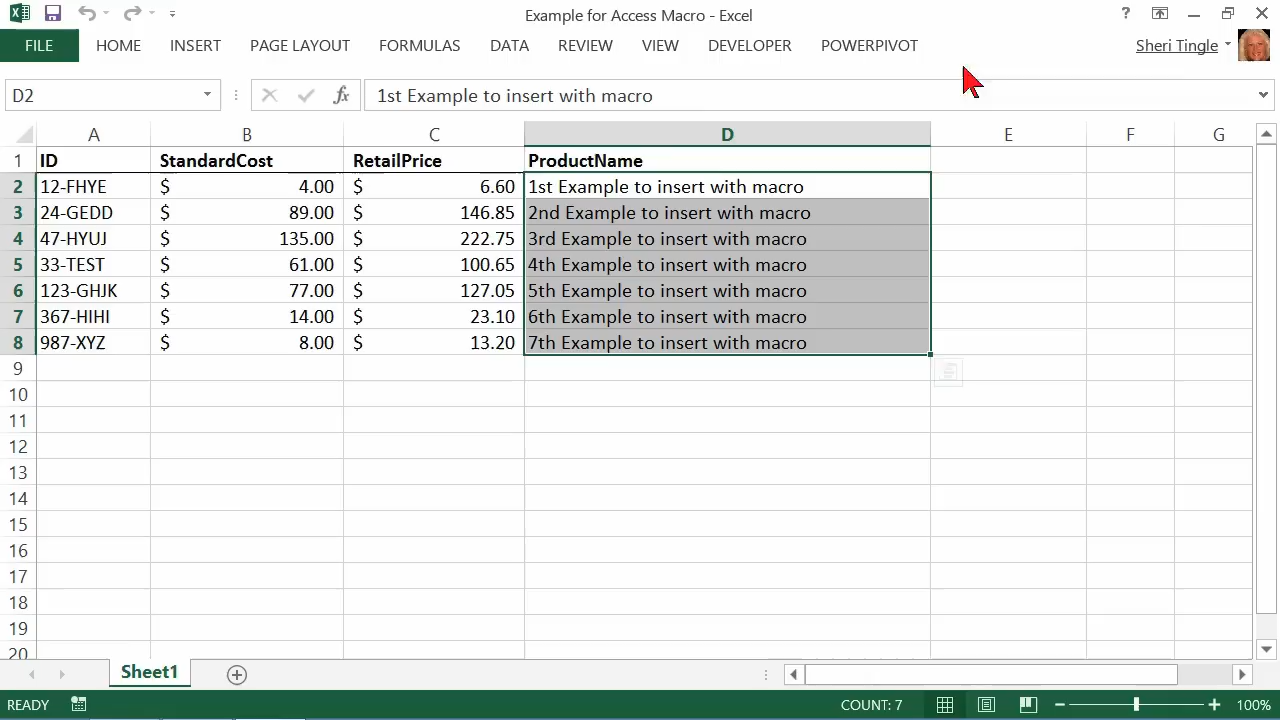 Example for Access Macro - Excel
?
FILE HOME INSERT PAGE LAYOUT FORMULAS DATA REVIEW VIEW DEVELOPER POWERPIVOT Sheri Tingle
D2 fx 1st Example to insert with macro
A B C D E F G
1 ID StandardCost RetailPrice ProductName
2 12-FHYE $ 4.00 $ 6.60 1st Example to insert with macro
3 24-GEDD $ 89.00 $ 146.85 2nd Example to insert with macro
4 47-HYUJ $ 135.00 $ 222.75 3rd Example to insert with macro
5 33-TEST $ 61.00 $ 100.65 4th Example to insert with macro
6 123-GHJK $ 77.00 $ 127.05 5th Example to insert with macro
7 367-HIHI $ 14.00 $ 23.10 6th Example to insert with macro
8 987-XYZ $ 8.00 $ 13.20 7th Example to insert with macro
9
10
11
12
13
14
15
16
17
18
19
20
Sheet1
READY COUNT: 7 100%